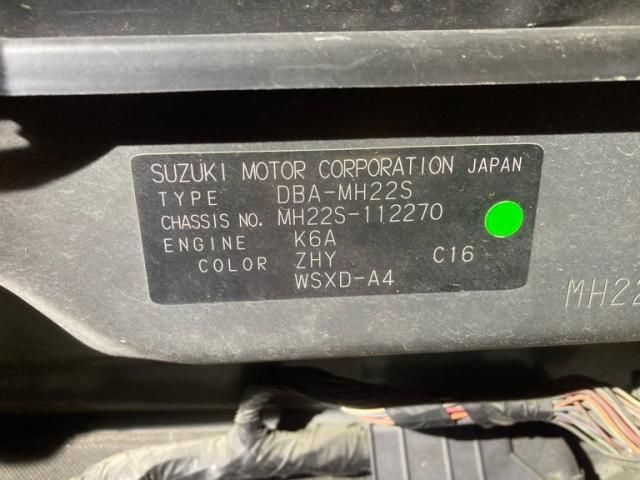 SUZUKI MOTOR CORPORATION JAPAN
TYPE DBA-MH22S
CHASSIS NO. MH22S-112270
ENGINE K6A
COLOR ZHY C16
WSXD-A4
MH22